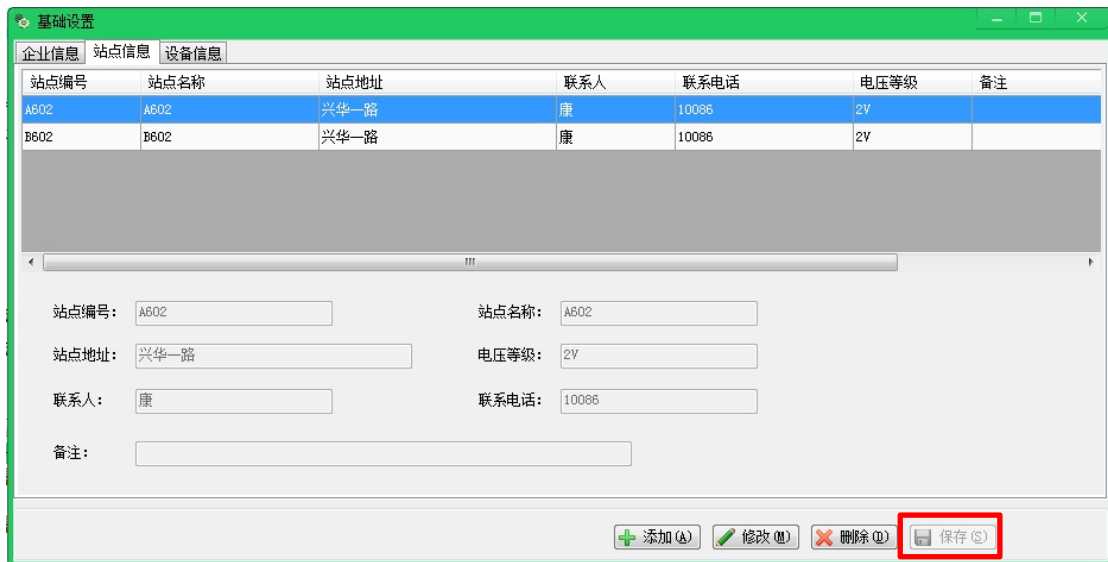 基础设置
企业信息 站点信息 设备信息
站点编号 站点名称 站点地址 联系人 联系电话 电压等级 备注
A602 A602 兴华一路 康 10086 2V
B602 B602 兴华一路 康 10086 2V
站点编号: A602 站点名称: A602
站点地址: 兴华一路 电压等级: 2V
联系人: 康 联系电话: 10086
备注:
添加(A) 修改(M) 删除(D) 保存(S)